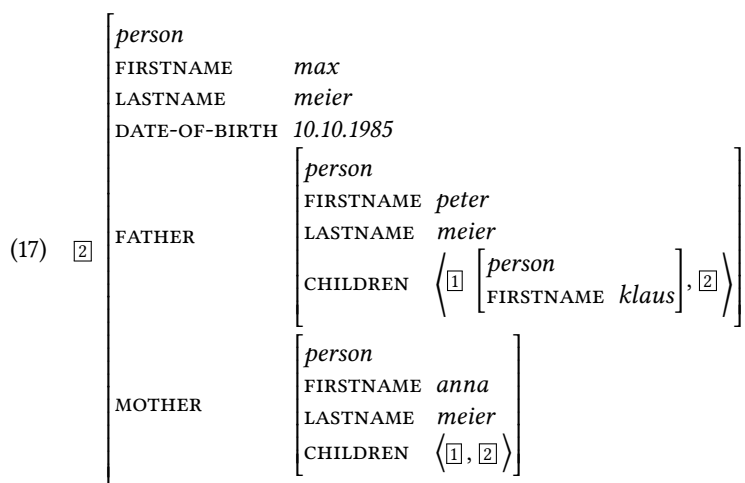 person
FIRSTNAME max
LASTNAME meier
DATE-OF-BIRTH 10.10.1985
person
FIRSTNAME peter
LASTNAME meier
(17) 2 FATHER
CHILDREN ⟨ 1 [ person
FIRSTNAME klaus ], 2 ⟩
person
FIRSTNAME anna
MOTHER
LASTNAME meier
CHILDREN ⟨ 1 , 2 ⟩